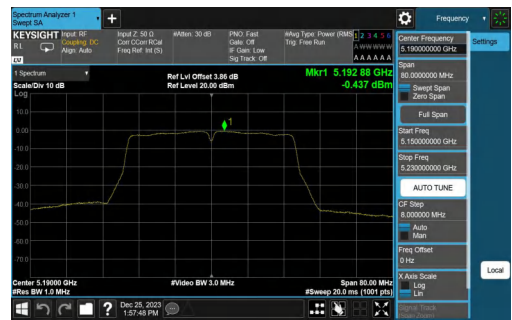 Spectrum Analyzer 1
Swept SA
Frequency
KEYSIGHT Input: RF
RL Coupling: DC
Align: Auto
Input Z: 50 Ω
Corr CCorr RCal
Freq Ref: Int (S)
#Atten: 30 dB
PNO: Fast
Gate: Off
IF Gain: Low
Sig Track: Off
#Avg Type: Power (RMS
Trig: Free Run
1 2 3 4 5 6
A W W W W W
A A A A A A
LV
1 Spectrum
Scale/Div 10 dB
Log
Ref Lvl Offset 3.86 dB
Ref Level 20.00 dBm
Mkr1 5.192 88 GHz
-0.437 dBm
1
10.0
0.00
-10.0
-20.0
-30.0
-40.0
-50.0
-60.0
-70.0
Center 5.19000 GHz
#Res BW 1.0 MHz
#Video BW 3.0 MHz
Span 80.00 MHz
#Sweep 20.0 ms (1001 pts)
Dec 25, 2023
1:57:48 PM
Center Frequency
5.190000000 GHz
Settings
Span
80.0000000 MHz
Swept Span
Zero Span
Full Span
Start Freq
5.150000000 GHz
Stop Freq
5.230000000 GHz
AUTO TUNE
CF Step
8.000000 MHz
Auto
Man
Freq Offset
0 Hz
X Axis Scale
Log
Lin
Local
Signal Track
(Span Zoom)